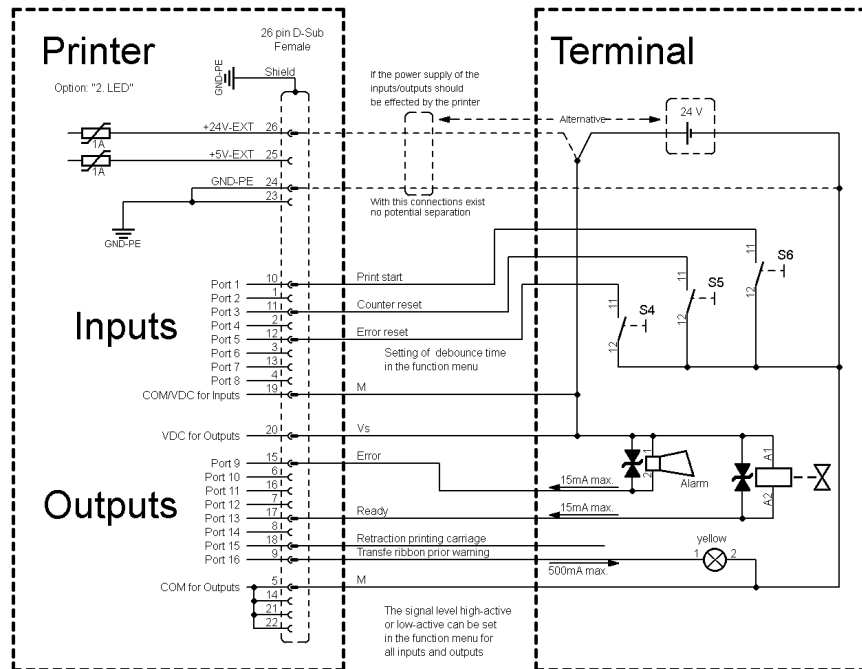 Printer
26 pin D-Sub
Female
Terminal
Option: "2. LED"
GND-PE
Shield
If the power supply of the
inputs/outputs should
be effected by the printer
Alternative
24 V
+24V-EXT 26
1A
+5V-EXT 25
1A
GND-PE 24
23
GND-PE
With this connections exist
no potential separation
Inputs
Port 1 10 Print start
Port 2 1
Port 3 11 Counter reset
Port 4 2
Port 5 12 Error reset
Port 6 3
Port 7 13
Port 8 4
COM/VDC for Inputs 19 M
Setting of debounce time
in the function menu
11
12
S4
11
12
S5
11
12
S6
VDC for Outputs 20 Vs
Outputs
Port 9 15 Error
Port 10 6
Port 11 16
Port 12 7
Port 13 17 Ready
Port 14 8
Port 15 18 Retraction printing carriage
Port 16 9 Transfe ribbon prior warning
15mA max.
15mA max.
500mA max.
1
2
Alarm
A1
A2
yellow
1 2
COM for Outputs 5 M
14
21
22
The signal level high-active
or low-active can be set
in the function menu for
all inputs and outputs